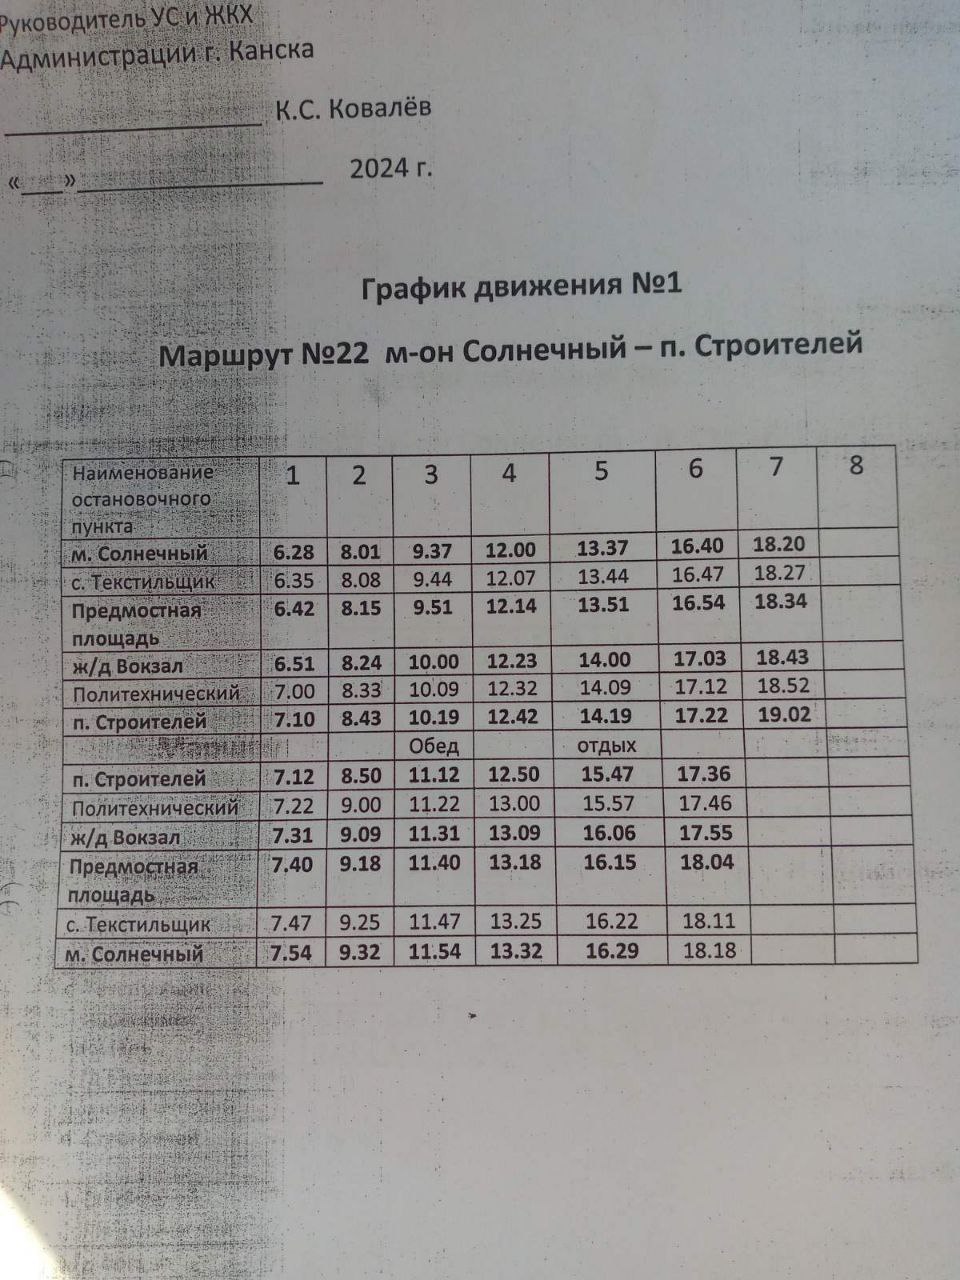 Руководитель УС и ЖКХ
Администрации г. Канска
К.С. Ковалёв
«___»__________________ 2024 г.
График движения №1
Маршрут №22 м-он Солнечный – п. Строителей
Наименование остановочного пункта 1 2 3 4 5 6 7 8
м. Солнечный 6.28 8.01 9.37 12.00 13.37 16.40 18.20
с. Текстильщик 6.35 8.08 9.44 12.07 13.44 16.47 18.27
Предмостная площадь 6.42 8.15 9.51 12.14 13.51 16.54 18.34
ж/д Вокзал 6.51 8.24 10.00 12.23 14.00 17.03 18.43
Политехнический 7.00 8.33 10.09 12.32 14.09 17.12 18.52
п. Строителей 7.10 8.43 10.19 12.42 14.19 17.22 19.02
Обед отдых
п. Строителей 7.12 8.50 11.12 12.50 15.47 17.36
Политехнический 7.22 9.00 11.22 13.00 15.57 17.46
ж/д Вокзал 7.31 9.09 11.31 13.09 16.06 17.55
Предмостная площадь 7.40 9.18 11.40 13.18 16.15 18.04
с. Текстильщик 7.47 9.25 11.47 13.25 16.22 18.11
м. Солнечный 7.54 9.32 11.54 13.32 16.29 18.18